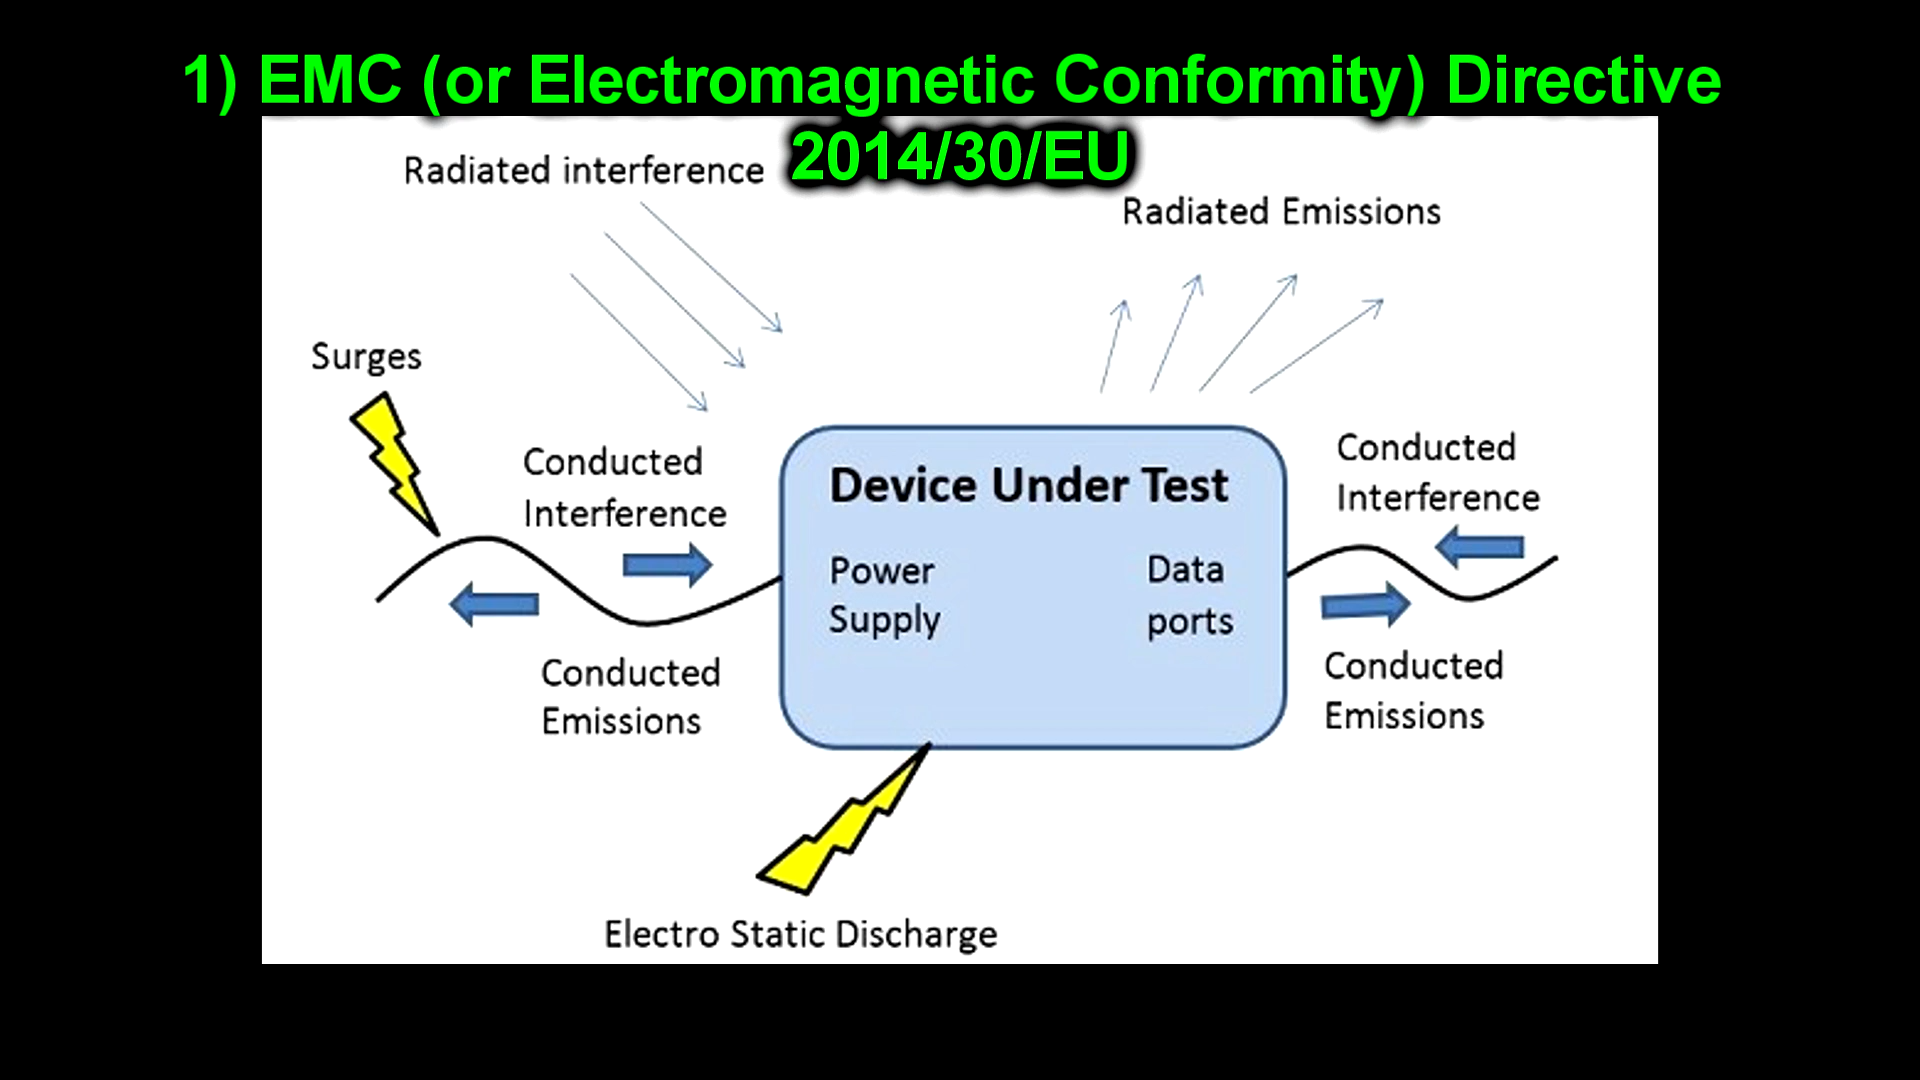 1) EMC (or Electromagnetic Conformity) Directive
2014/30/EU
Radiated interference
Radiated Emissions
Surges
Conducted
Interference
Conducted
Interference
Device Under Test
Power
Supply
Data
ports
Conducted
Emissions
Conducted
Emissions
Electro Static Discharge